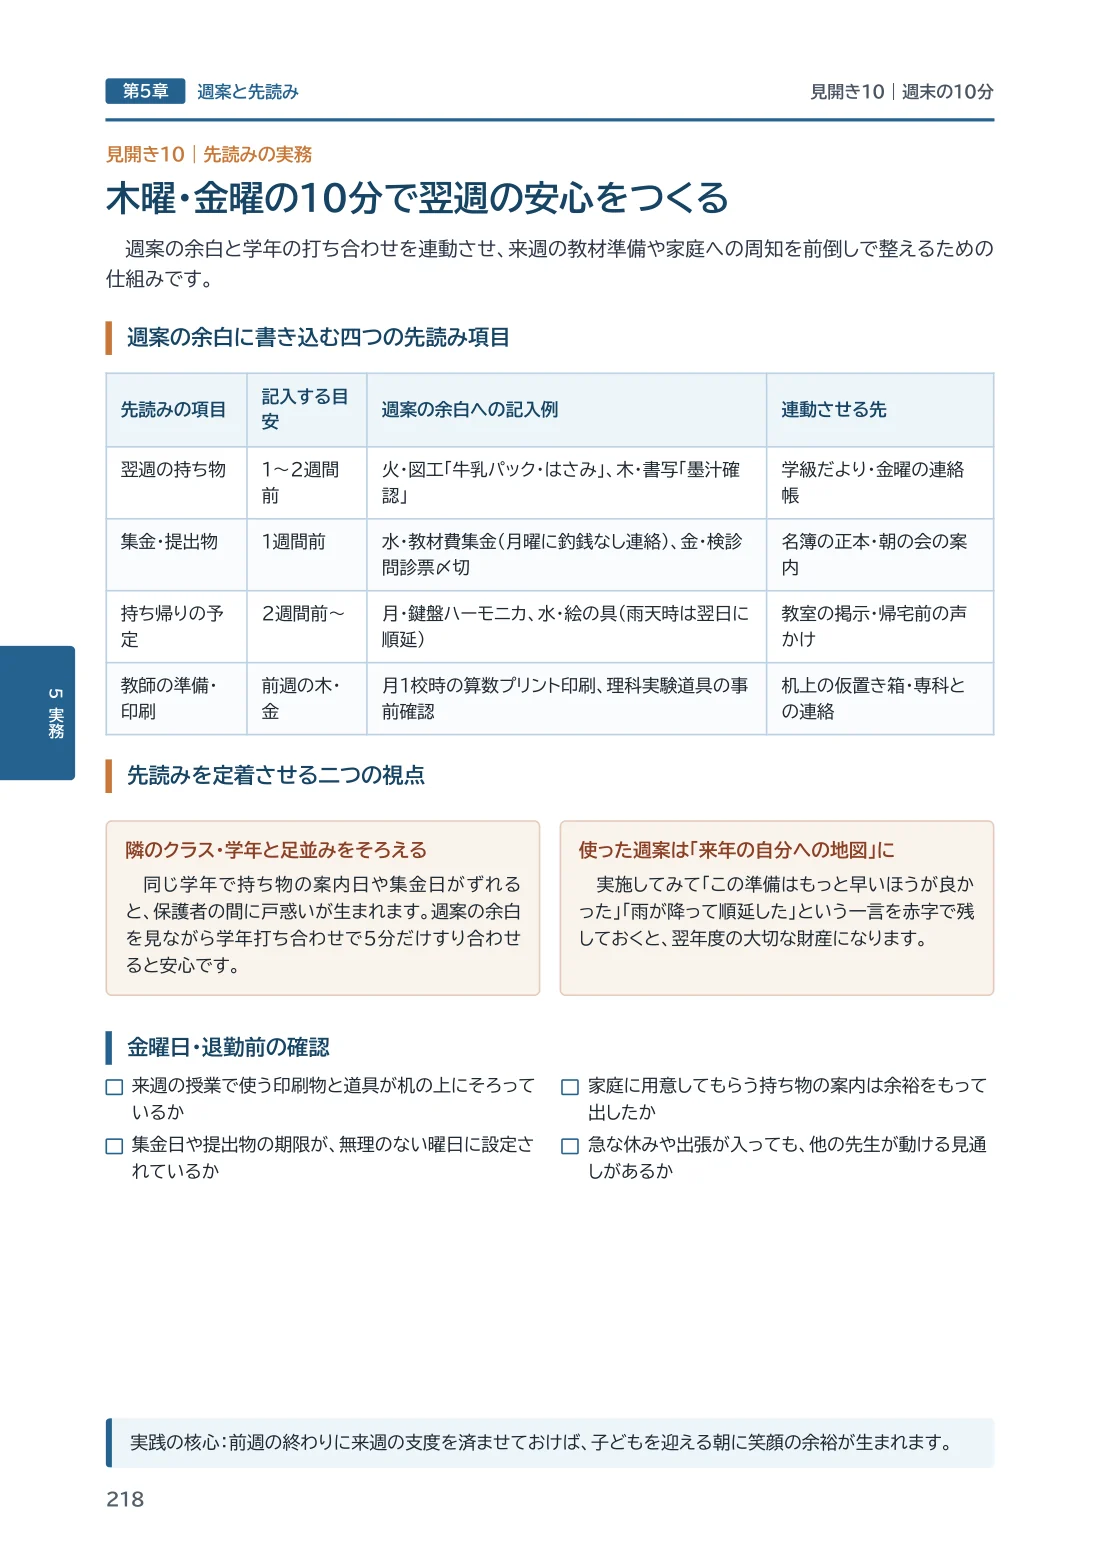 第5章 週案と先読み 見開き10｜週末の10分
見開き10｜先読みの実務
木曜・金曜の10分で翌週の安心をつくる
週案の余白と学年の打ち合わせを連動させ、来週の教材準備や家庭への周知を前倒しで整えるための
仕組みです。
週案の余白に書き込む四つの先読み項目
先読みの項目
記入する目
安
週案の余白への記入例
連動させる先
翌週の持ち物
1〜2週間
前
火・図工「牛乳パック・はさみ」、木・書写「墨汁確
認」
学級だより・金曜の連絡
帳
集金・提出物
1週間前
水・教材費集金（月曜に釣銭なし連絡）、金・検診
問診票〆切
名簿の正本・朝の会の案
内
持ち帰りの予
定
2週間前〜
月・鍵盤ハーモニカ、水・絵の具（雨天時は翌日に
順延）
教室の掲示・帰宅前の声
かけ
教師の準備・
印刷
前週の木・
金
月1校時の算数プリント印刷、理科実験道具の事
前確認
机上の仮置き箱・専科と
の連絡
5 実務
先読みを定着させる二つの視点
隣のクラス・学年と足並みをそろえる
同じ学年で持ち物の案内日や集金日がずれる
と、保護者の間に戸惑いが生まれます。週案の余白
を見ながら学年打ち合わせで5分だけすり合わせ
ると安心です。
使った週案は「来年の自分への地図」に
実施してみて「この準備はもっと早いほうが良か
った」「雨が降って順延した」という一言を赤字で残
しておくと、翌年度の大切な財産になります。
金曜日・退勤前の確認
来週の授業で使う印刷物と道具が机の上にそろって
いるか
家庭に用意してもらう持ち物の案内は余裕をもって
出したか
集金日や提出物の期限が、無理のない曜日に設定さ
れているか
急な休みや出張が入っても、他の先生が動ける見通
しがあるか
実践の核心：前週の終わりに来週の支度を済ませておけば、子どもを迎える朝に笑顔の余裕が生まれます。
218